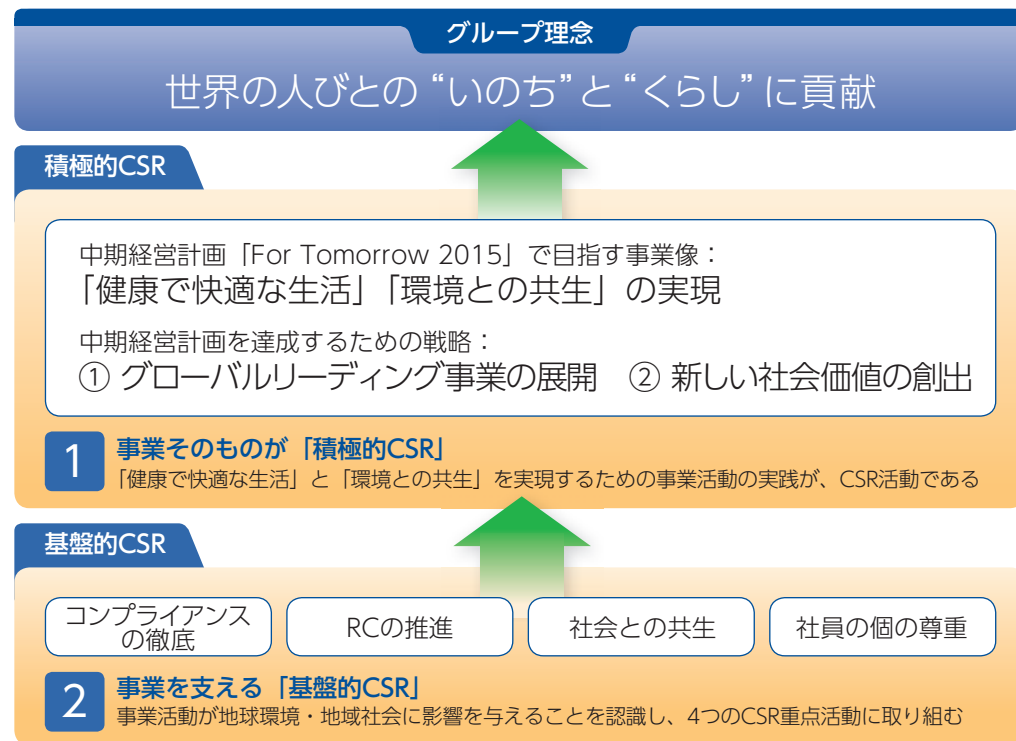 グループ理念
世界の人びとの“いのち”と“くらし”に貢献
積極的CSR
中期経営計画「For Tomorrow 2015」で目指す事業像：
「健康で快適な生活」「環境との共生」の実現
中期経営計画を達成するための戦略：
① グローバルリーディング事業の展開　② 新しい社会価値の創出
1 事業そのものが「積極的CSR」
「健康で快適な生活」と「環境との共生」を実現するための事業活動の実践が、CSR活動である
基盤的CSR
コンプライアンス
の徹底
RCの推進
社会との共生
社員の個の尊重
2 事業を支える「基盤的CSR」
事業活動が地球環境・地域社会に影響を与えることを認識し、4つのCSR重点活動に取り組む